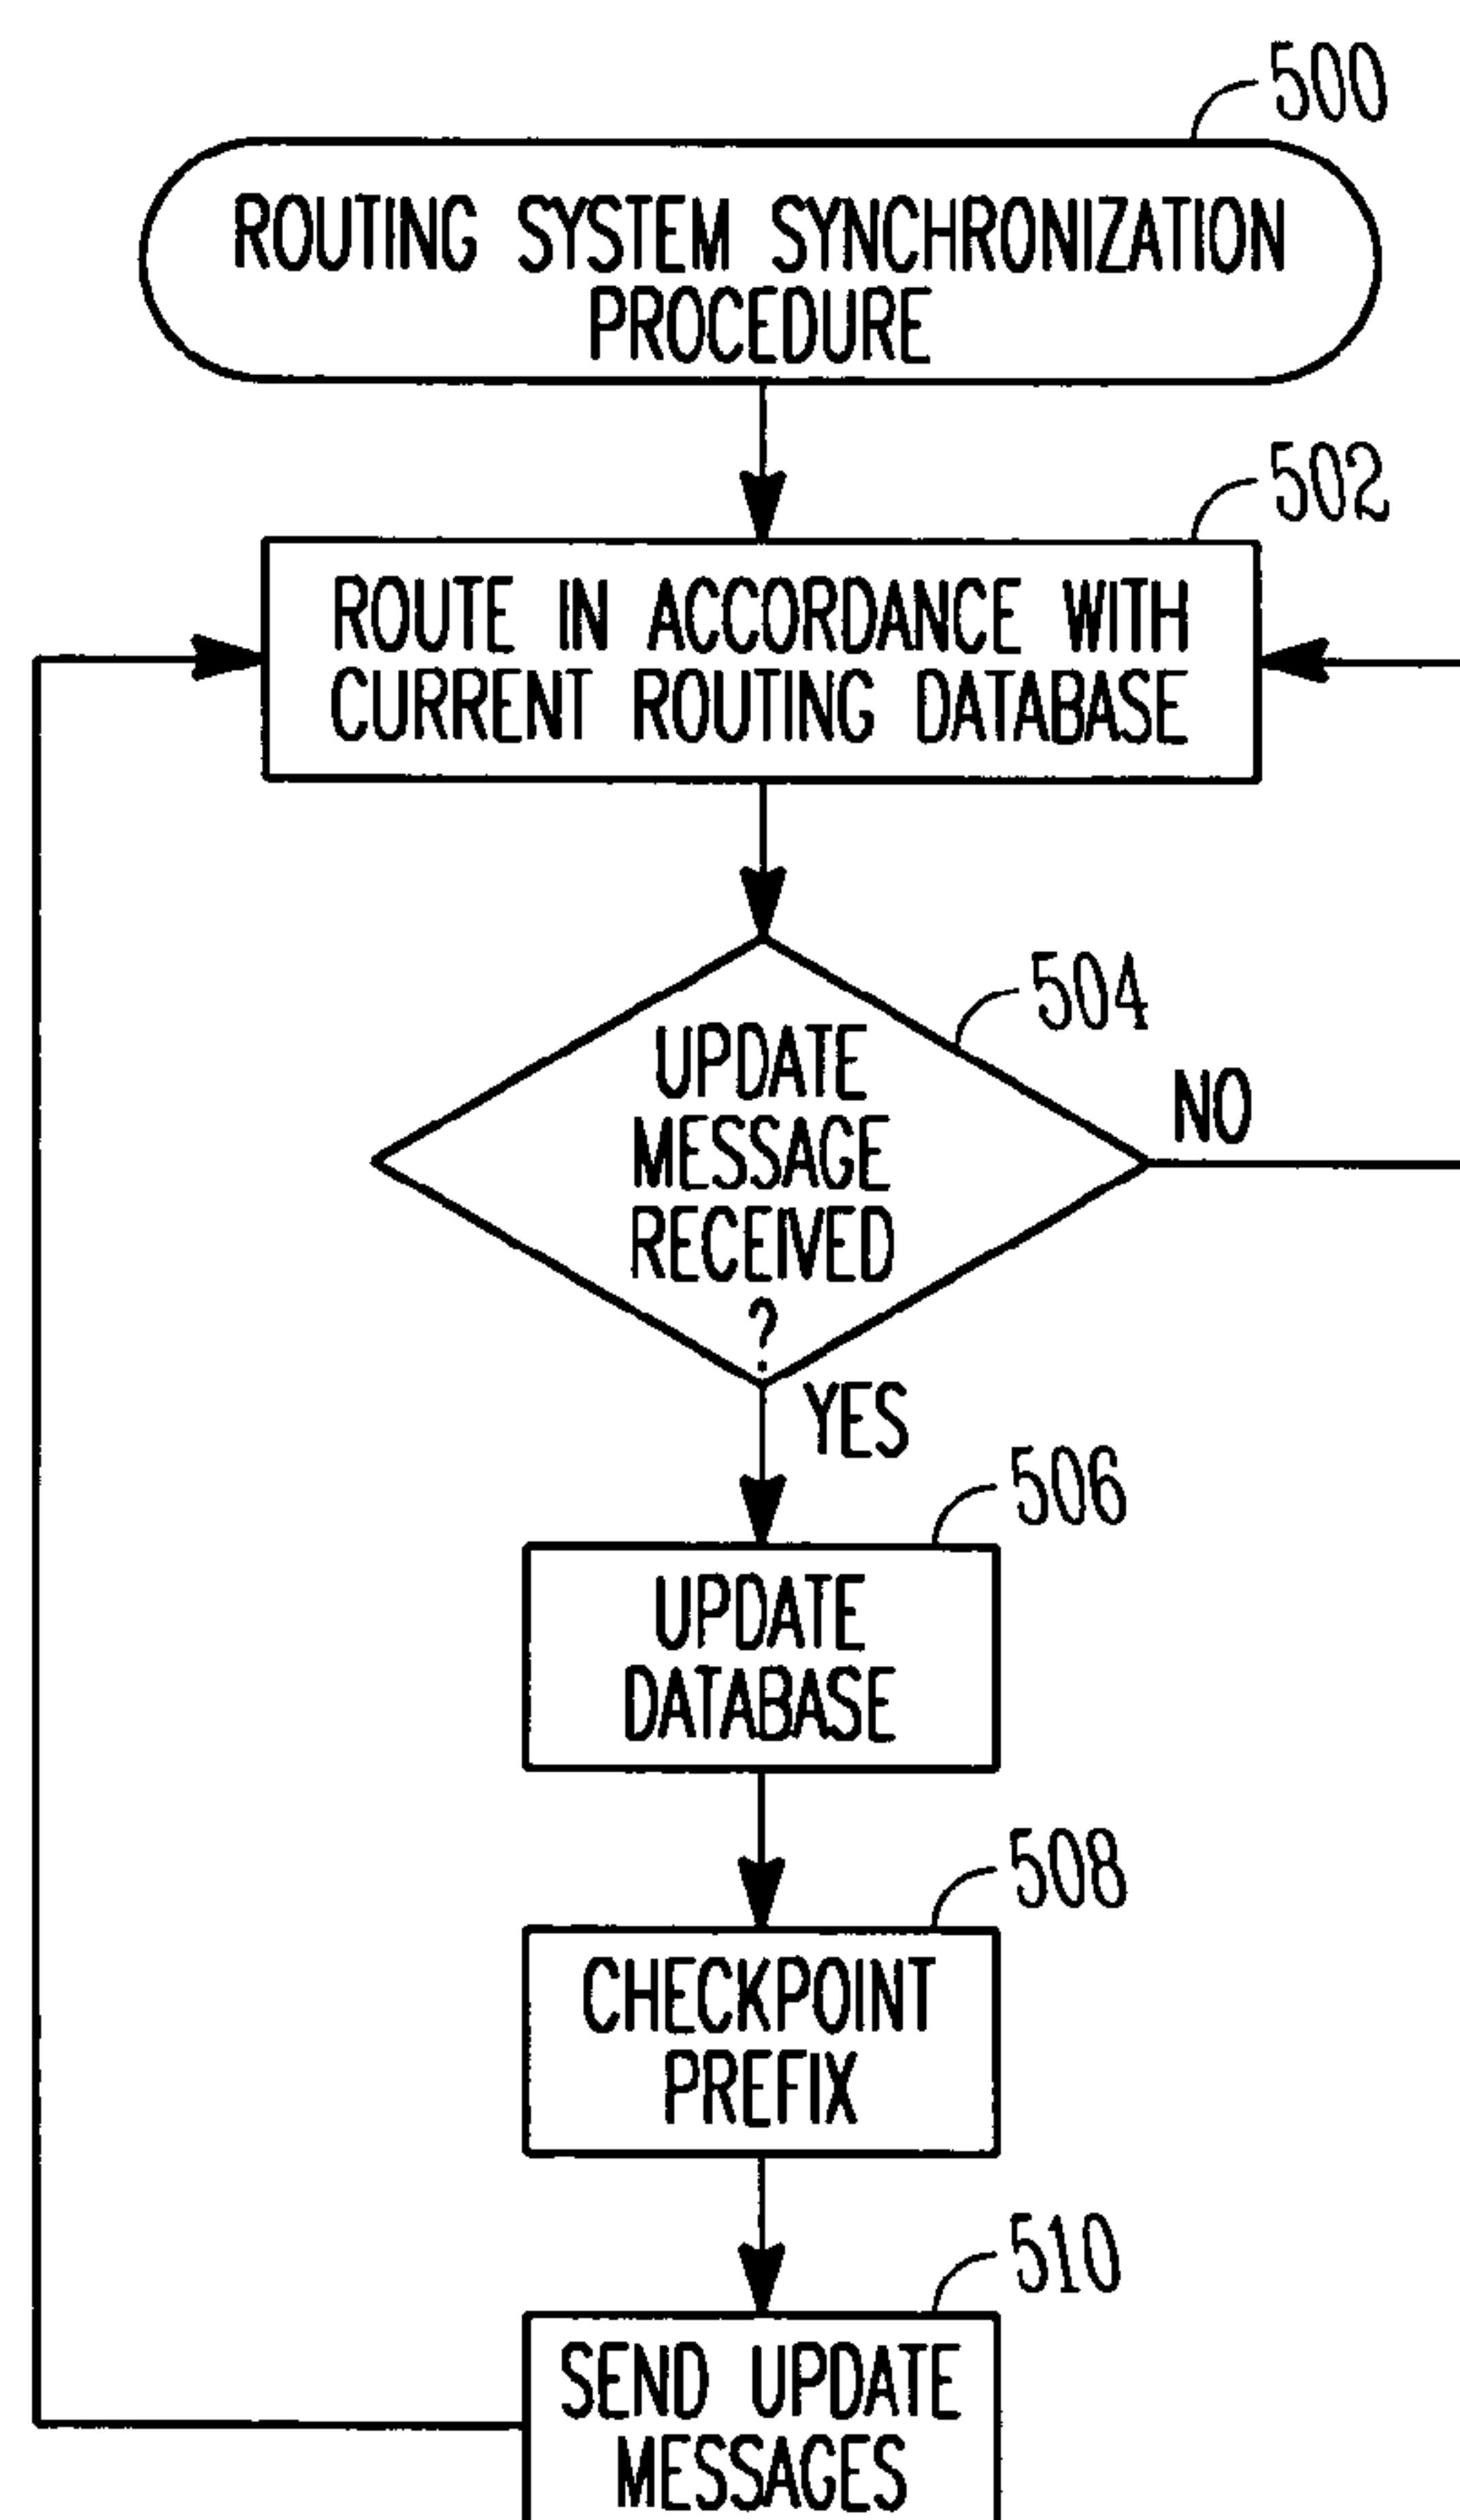 500
ROUTING SYSTEM SYNCHRONIZATION
PROCEDURE
502
ROUTE IN ACCORDANCE WITH
CURRENT ROUTING DATABASE
504
UPDATE
MESSAGE
RECEIVED
?
NO
YES
506
UPDATE
DATABASE
508
CHECKPOINT
PREFIX
510
SEND UPDATE
MESSAGES